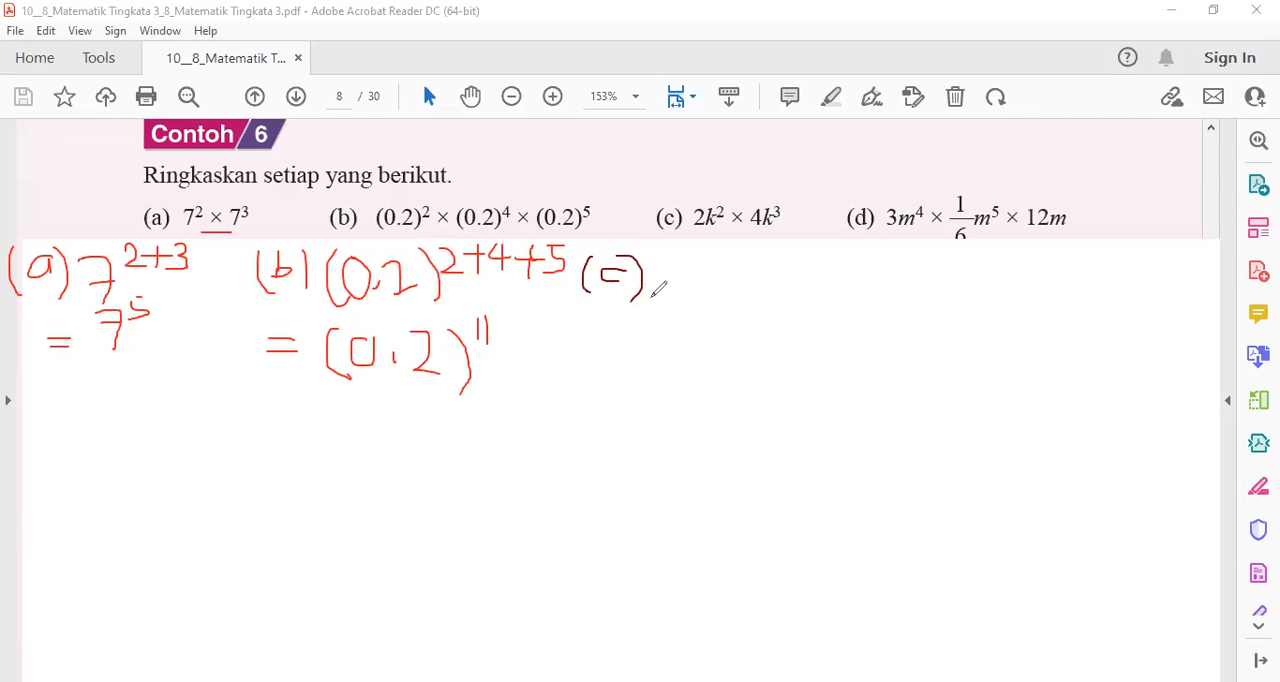 10__8_Matematik Tingkata 3_8_Matematik Tingkata 3.pdf - Adobe Acrobat Reader DC (64-bit)
File Edit View Sign Window Help
Home Tools 10__8_Matematik T... × Sign In
8 / 30 153%
Contoh 6
Ringkaskan setiap yang berikut.
(a) 7² × 7³ (b) (0.2)² × (0.2)⁴ × (0.2)⁵ (c) 2k² × 4k³ (d) 3m⁴ × 1/6 m⁵ × 12m
(a) 7²⁺³ (b) (0.2)²⁺⁴⁺⁵ (c)
= 7⁵ = (0.2)¹¹